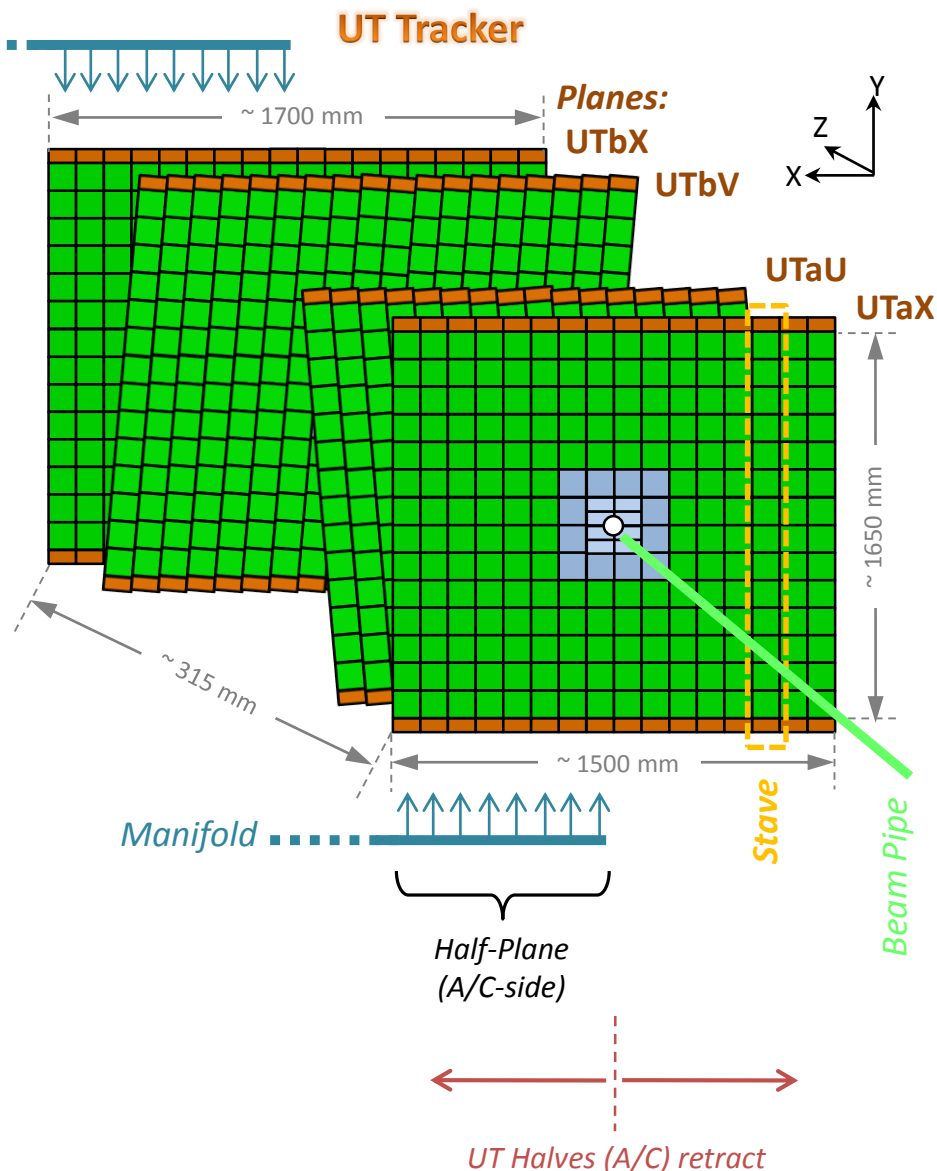 UT Tracker
~ 1700 mm
Planes:
UTbX
UTbV
UTaU
UTaX
Y
Z
X
~ 1650 mm
~ 315 mm
~ 1500 mm
Manifold
Stave
Beam Pipe
Half-Plane
(A/C-side)
UT Halves (A/C) retract